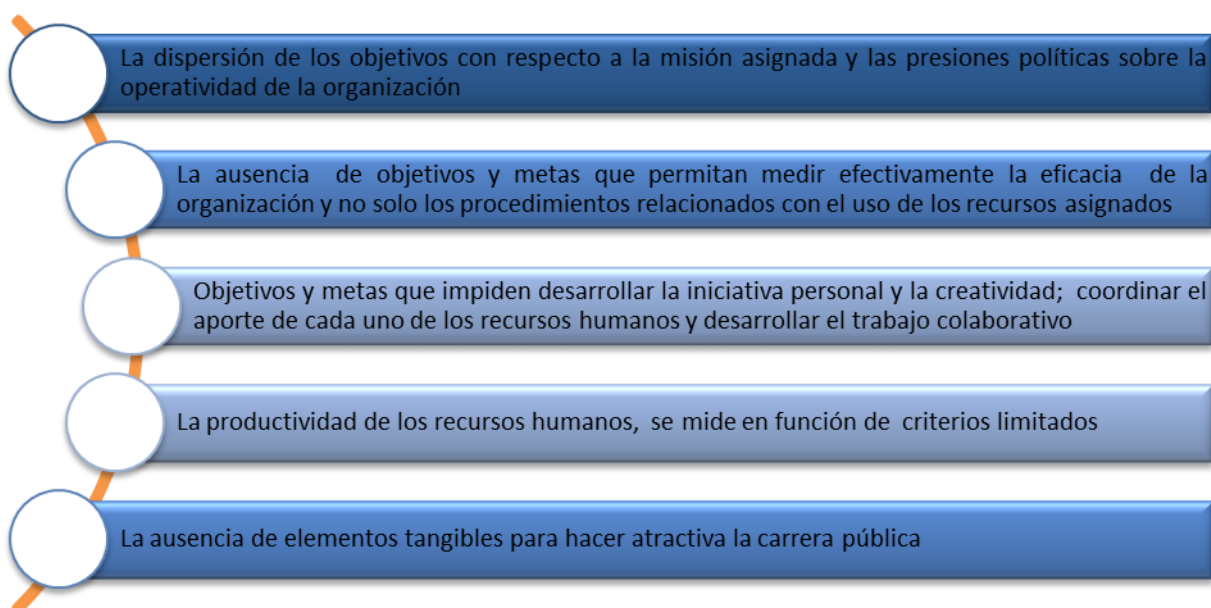 La dispersión de los objetivos con respecto a la misión asignada y las presiones políticas sobre la
operatividad de la organización
La ausencia de objetivos y metas que permitan medir efectivamente la eficacia de la
organización y no solo los procedimientos relacionados con el uso de los recursos asignados
Objetivos y metas que impiden desarrollar la iniciativa personal y la creatividad; coordinar el
aporte de cada uno de los recursos humanos y desarrollar el trabajo colaborativo
La productividad de los recursos humanos, se mide en función de criterios limitados
La ausencia de elementos tangibles para hacer atractiva la carrera pública